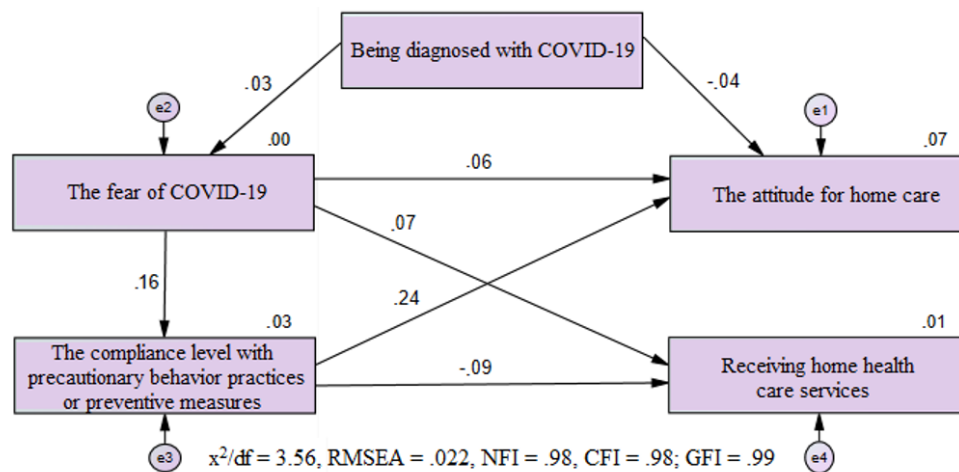 Being diagnosed with COVID-19
.03
-.04
e2
e1
.00
.07
The fear of COVID-19
.06
The attitude for home care
.07
.16
.24
.03
.01
The compliance level with
precautionary behavior practices
or preventive measures
-.09
Receiving home health
care services
e3
x²/df = 3.56, RMSEA = .022, NFI = .98, CFI = .98; GFI = .99
e4